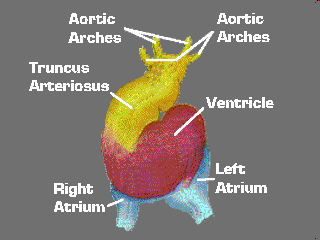 Aortic
Arches
Aortic
Arches
Truncus
Arteriosus
Ventricle
Left
Atrium
Right
Atrium